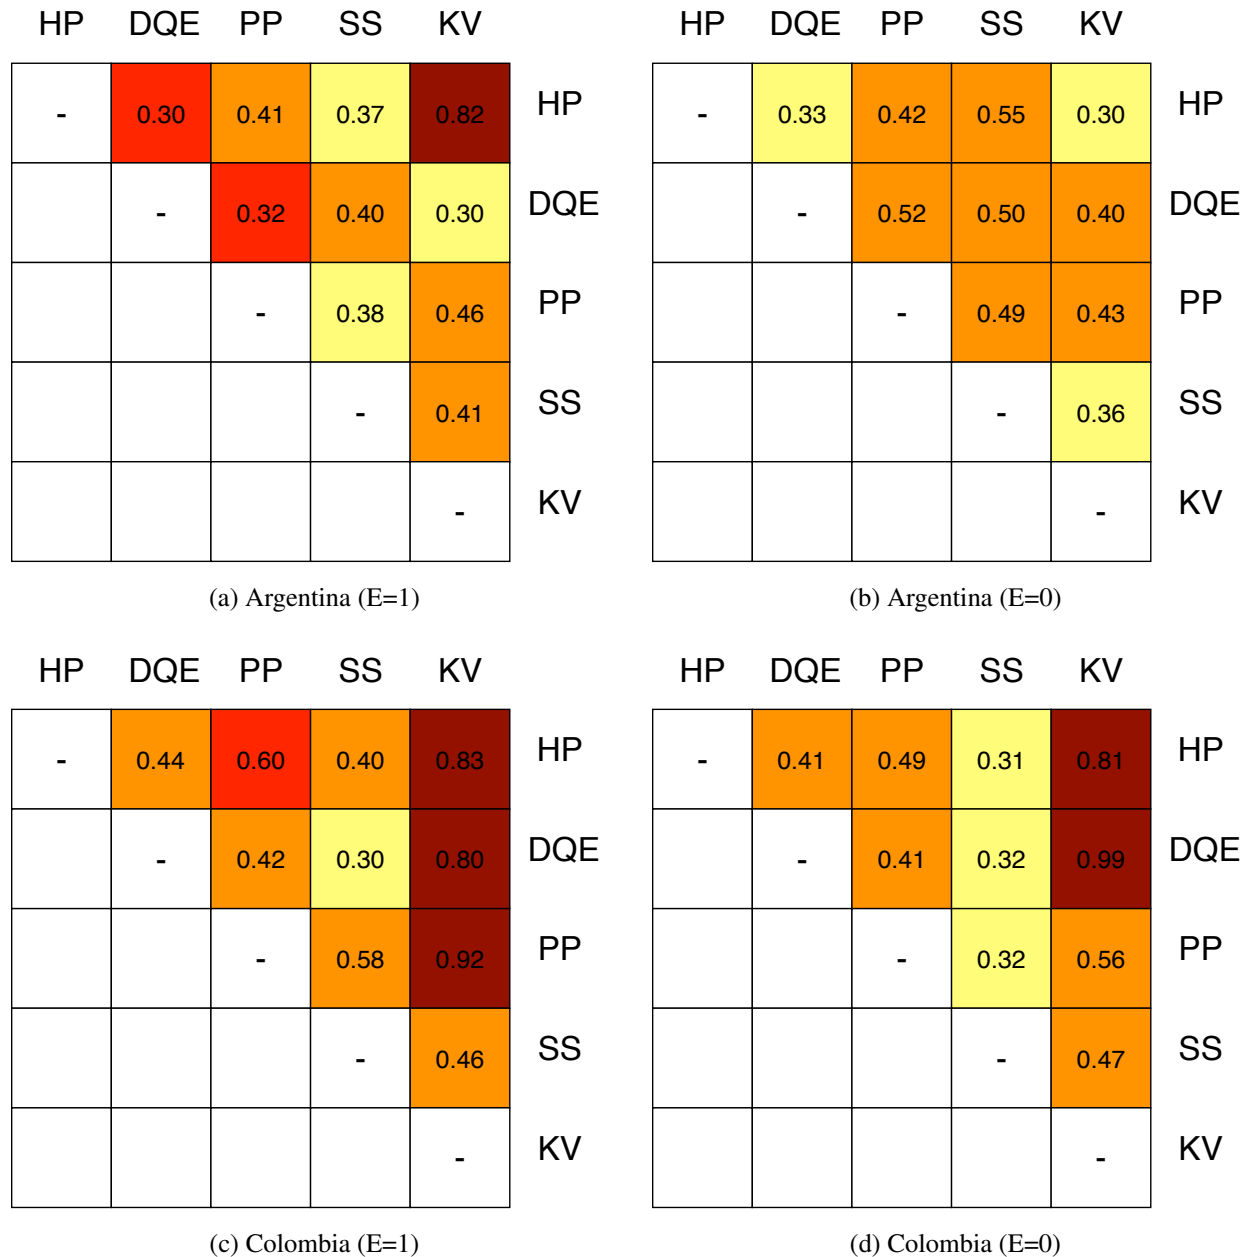 HP DQE PP SS KV
- 0.30 0.41 0.37 0.82 HP
- 0.32 0.40 0.30 DQE
- 0.38 0.46 PP
- 0.41 SS
- KV
(a) Argentina (E=1)
HP DQE PP SS KV
- 0.33 0.42 0.55 0.30 HP
- 0.52 0.50 0.40 DQE
- 0.49 0.43 PP
- 0.36 SS
- KV
(b) Argentina (E=0)
HP DQE PP SS KV
- 0.44 0.60 0.40 0.83 HP
- 0.42 0.30 0.80 DQE
- 0.58 0.92 PP
- 0.46 SS
- KV
(c) Colombia (E=1)
HP DQE PP SS KV
- 0.41 0.49 0.31 0.81 HP
- 0.41 0.32 0.99 DQE
- 0.32 0.56 PP
- 0.47 SS
- KV
(d) Colombia (E=0)